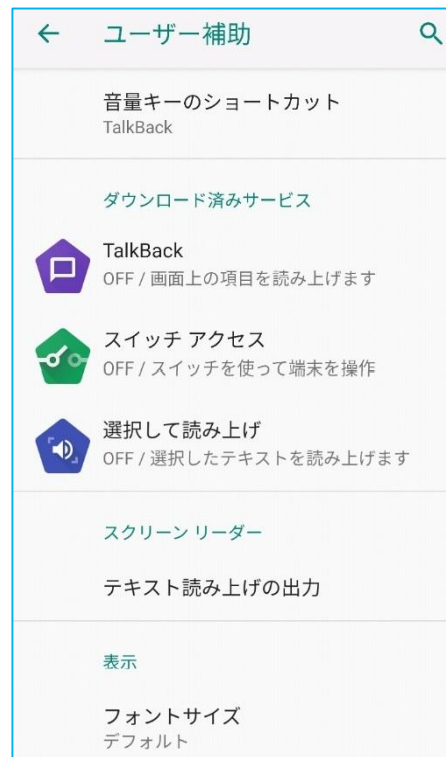 ユーザー補助
音量キーのショートカット
TalkBack
ダウンロード済みサービス
TalkBack
OFF / 画面上の項目を読み上げます
スイッチ アクセス
OFF / スイッチを使って端末を操作
選択して読み上げ
OFF / 選択したテキストを読み上げます
スクリーン リーダー
テキスト読み上げの出力
表示
フォントサイズ
デフォルト